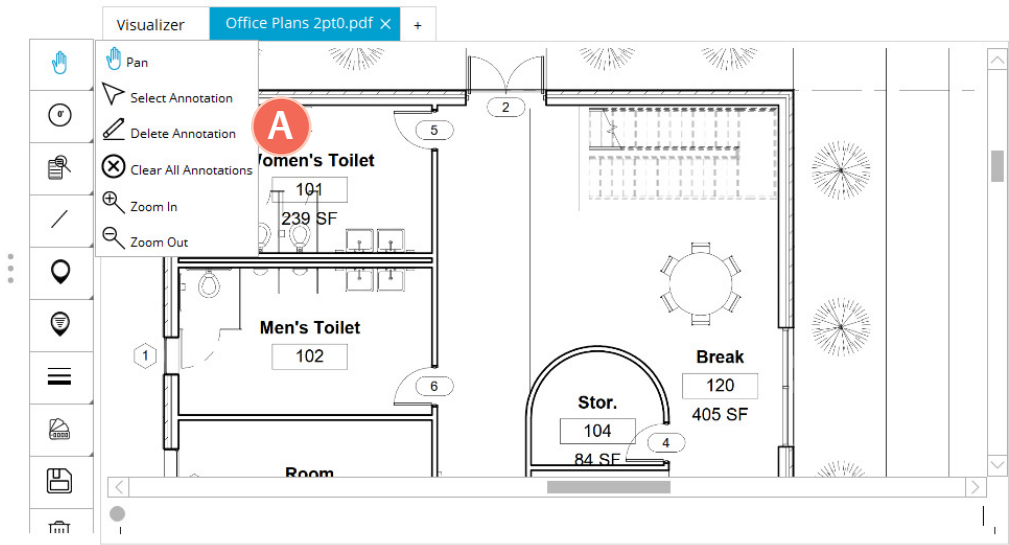 Visualizer
Office Plans 2pt0.pdf
+
Pan
Select Annotation
Delete Annotation
Clear All Annotations
Zoom In
Zoom Out
A
2
5
Women's Toilet
101
239 SF
Men's Toilet
102
1
6
Break
120
405 SF
Stor.
104
84 SF
4
Room